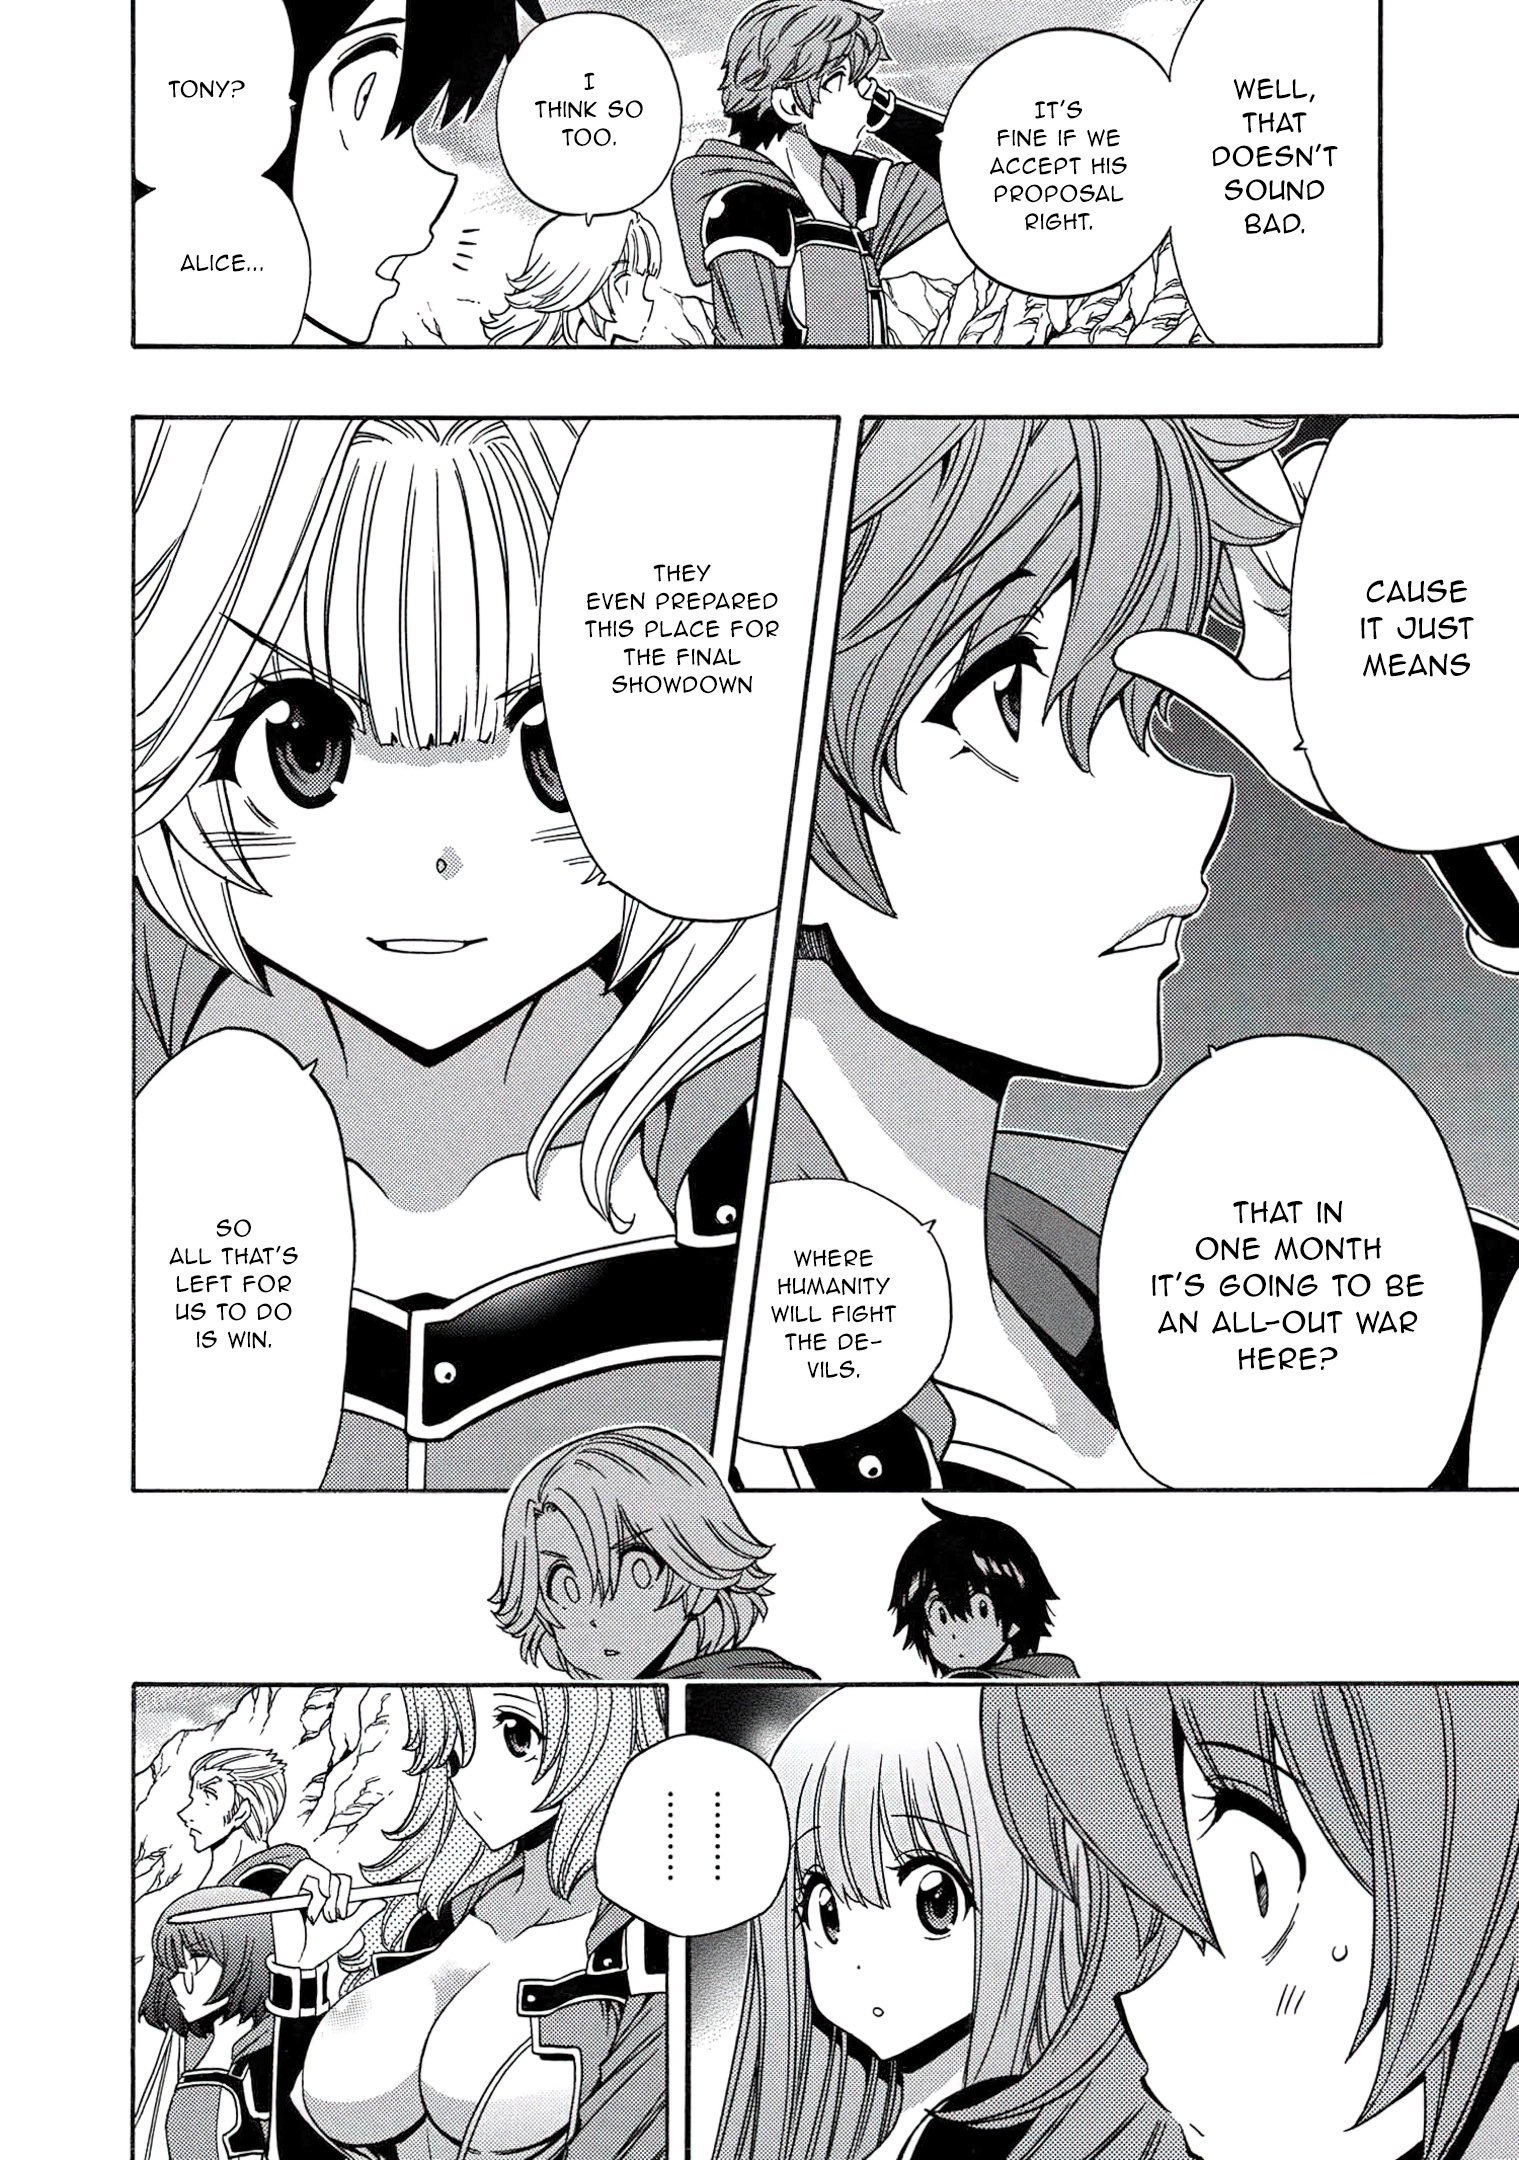 WELL,
THAT
DOESN'T
SOUND
BAD.
IT'S
FINE IF WE
ACCEPT HIS
PROPOSAL
RIGHT.
I
THINK SO
TOO.
TONY?
ALICE...
CAUSE
IT JUST
MEANS
THAT IN
ONE MONTH
IT'S GOING TO BE
AN ALL-OUT WAR
HERE?
WHERE
HUMANITY
WILL FIGHT
THE DE-
VILS.
THEY
EVEN PREPARED
THIS PLACE FOR
THE FINAL
SHOWDOWN
SO
ALL THAT'S
LEFT FOR
US TO DO
IS WIN.